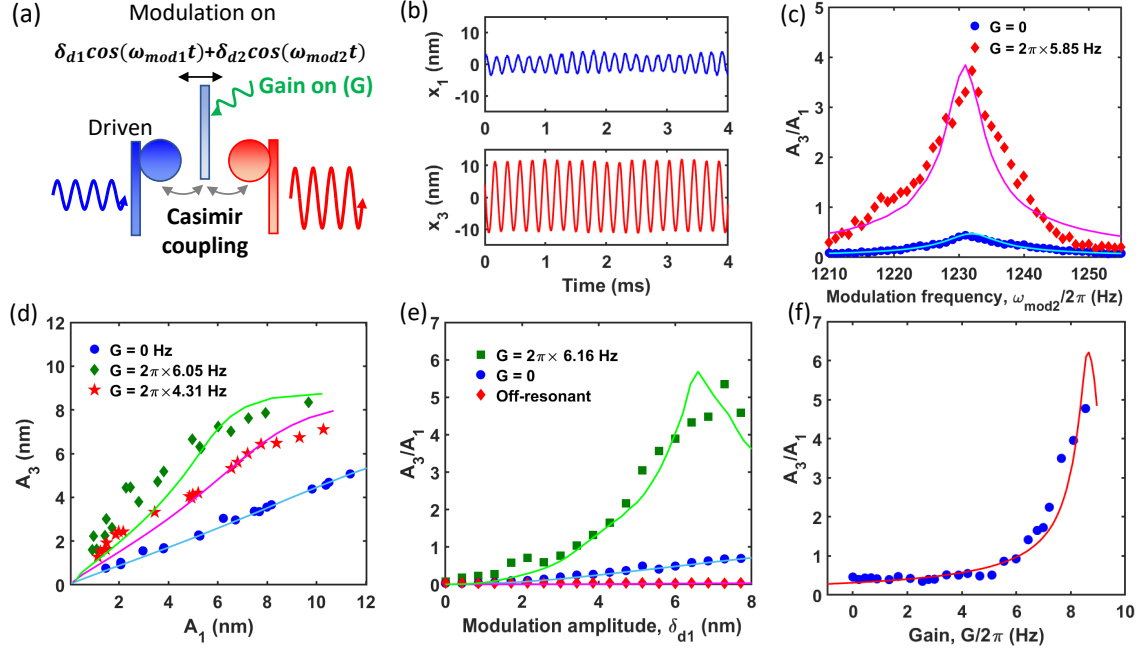 (a)
Modulation on
δd1cos(ωmod1t)+δd2cos(ωmod2t)
Gain on (G)
Driven
Casimir
coupling
(b)
x1 (nm)
10
0
-10
0 1 2 3 4
x3 (nm)
10
0
-10
0 1 2 3 4
Time (ms)
(c)
G = 0
G = 2π×5.85 Hz
A3/A1
5
4
3
2
1
0
1210 1220 1230 1240 1250
Modulation frequency, ωmod2/2π (Hz)
(d)
G = 0 Hz
G = 2π×6.05 Hz
G = 2π×4.31 Hz
A3 (nm)
12
10
8
6
4
2
0
2 4 6 8 10 12
A1 (nm)
(e)
G = 2π× 6.16 Hz
G = 0
Off-resonant
A3/A1
7
6
5
4
3
2
1
0
0 2 4 6 8
Modulation amplitude, δd1 (nm)
(f)
A3/A1
7
6
5
4
3
2
1
0
0 2 4 6 8 10
Gain, G/2π (Hz)